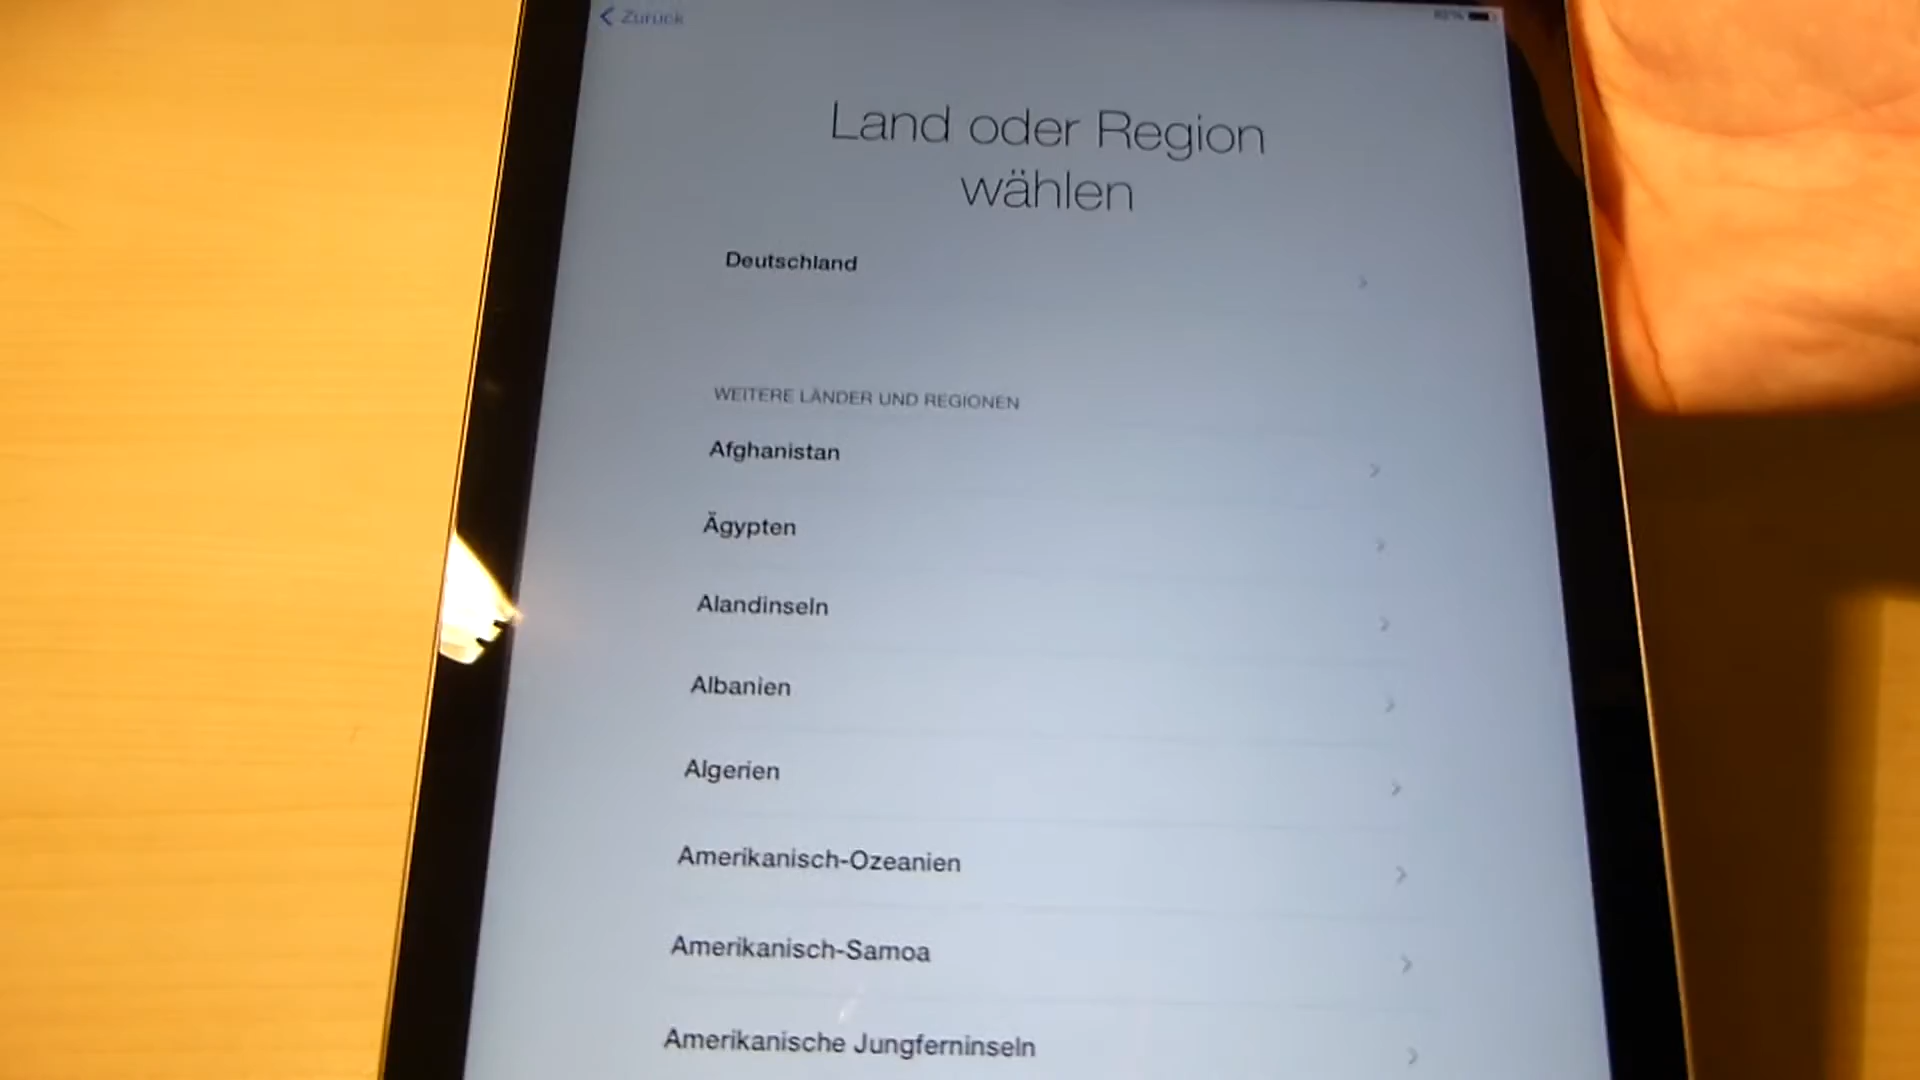 Zurück
Land oder Region
wählen
Deutschland
WEITERE LÄNDER UND REGIONEN
Afghanistan
Ägypten
Alandinseln
Albanien
Algerien
Amerikanisch-Ozeanien
Amerikanisch-Samoa
Amerikanische Jungferninseln